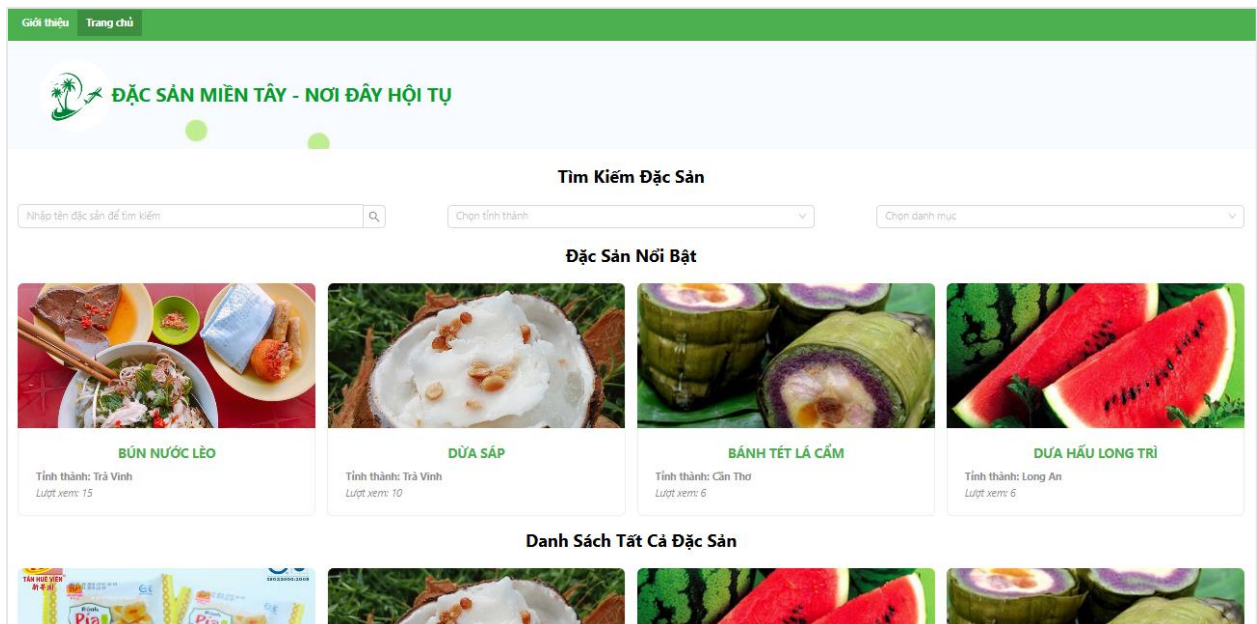 Giới thiệu Trang chủ
ĐẶC SẢN MIỀN TÂY - NƠI ĐÂY HỘI TỤ
Tìm Kiếm Đặc Sản
Nhập tên đặc sản để tìm kiếm Chọn tỉnh thành Chọn danh mục
Đặc Sản Nổi Bật
BÚN NƯỚC LÈO DỪA SÁP BÁNH TÉT LÁ CẨM DƯA HẤU LONG TRÌ
Tỉnh thành: Trà Vinh Tỉnh thành: Trà Vinh Tỉnh thành: Cần Thơ Tỉnh thành: Long An
Lượt xem: 15 Lượt xem: 10 Lượt xem: 6 Lượt xem: 6
Danh Sách Tất Cả Đặc Sản
TÂN HUÊ VIÊN
Bánh
Pía Pía